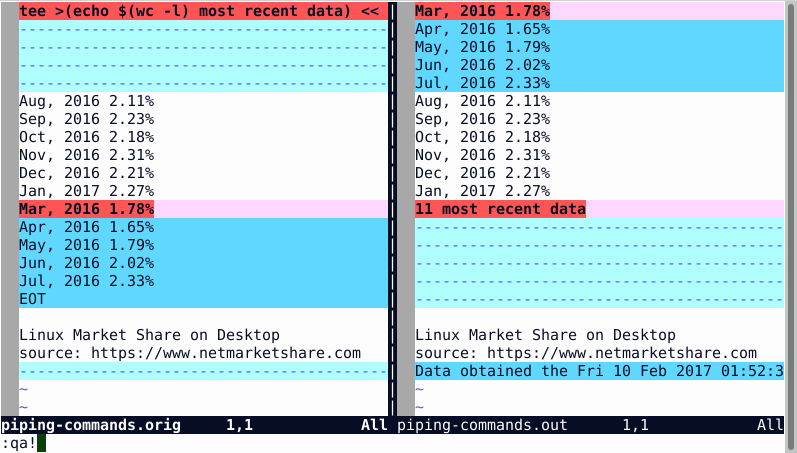 tee >(echo $(wc -l) most recent data) <<
----------------------------------------
----------------------------------------
----------------------------------------
----------------------------------------
Aug, 2016 2.11%
Sep, 2016 2.23%
Oct, 2016 2.18%
Nov, 2016 2.31%
Dec, 2016 2.21%
Jan, 2017 2.27%
Mar, 2016 1.78%
Apr, 2016 1.65%
May, 2016 1.79%
Jun, 2016 2.02%
Jul, 2016 2.33%
EOT
Linux Market Share on Desktop
source: https://www.netmarketshare.com
----------------------------------------
~
~
piping-commands.orig 1,1 All
Mar, 2016 1.78%
Apr, 2016 1.65%
May, 2016 1.79%
Jun, 2016 2.02%
Jul, 2016 2.33%
Aug, 2016 2.11%
Sep, 2016 2.23%
Oct, 2016 2.18%
Nov, 2016 2.31%
Dec, 2016 2.21%
Jan, 2017 2.27%
11 most recent data
----------------------------------------
----------------------------------------
----------------------------------------
----------------------------------------
----------------------------------------
Linux Market Share on Desktop
source: https://www.netmarketshare.com
Data obtained the Fri 10 Feb 2017 01:52:3
~
~
piping-commands.out 1,1 All
:qa!